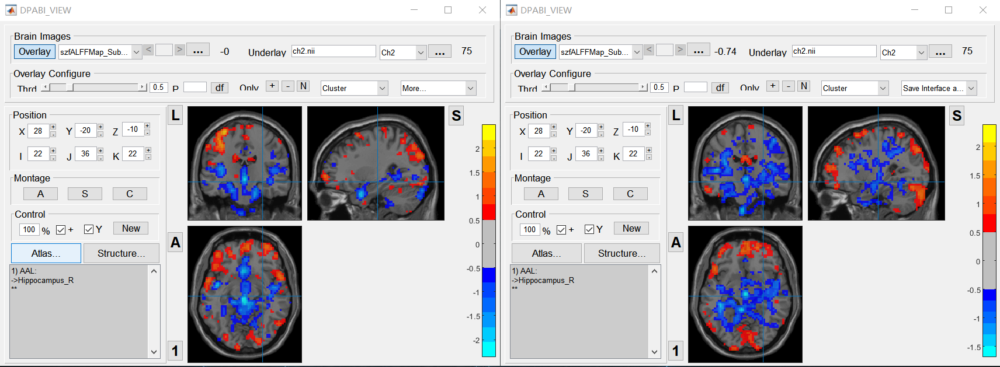 DPABI_VIEW
Brain Images
Overlay szfALFFMap_Sub... < > ... -0 Underlay ch2.nii Ch2 ... 75
Overlay Configure
Thrd 0.5 P df Only + - N Cluster More...
Position
X 28 + - Y -20 + - Z -10 + -
I 22 + - J 36 + - K 22 + -
Montage
A S C
Control
100 % + Y New
Atlas... Structure...
1) AAL:
->Hippocampus_R
**
L
S
A
1
2
1.5
1
0.5
0
-0.5
-1
-1.5
-2
DPABI_VIEW
Brain Images
Overlay szfALFFMap_Sub... < > ... -0.74 Underlay ch2.nii Ch2 ... 75
Overlay Configure
Thrd 0.5 P df Only + - N Cluster Save Interface a...
Position
X 28 + - Y -20 + - Z -10 + -
I 22 + - J 36 + - K 22 + -
Montage
A S C
Control
100 % + Y New
Atlas... Structure...
1) AAL:
->Hippocampus_R
**
L
S
A
1
2
1.5
1
0.5
0
-0.5
-1
-1.5